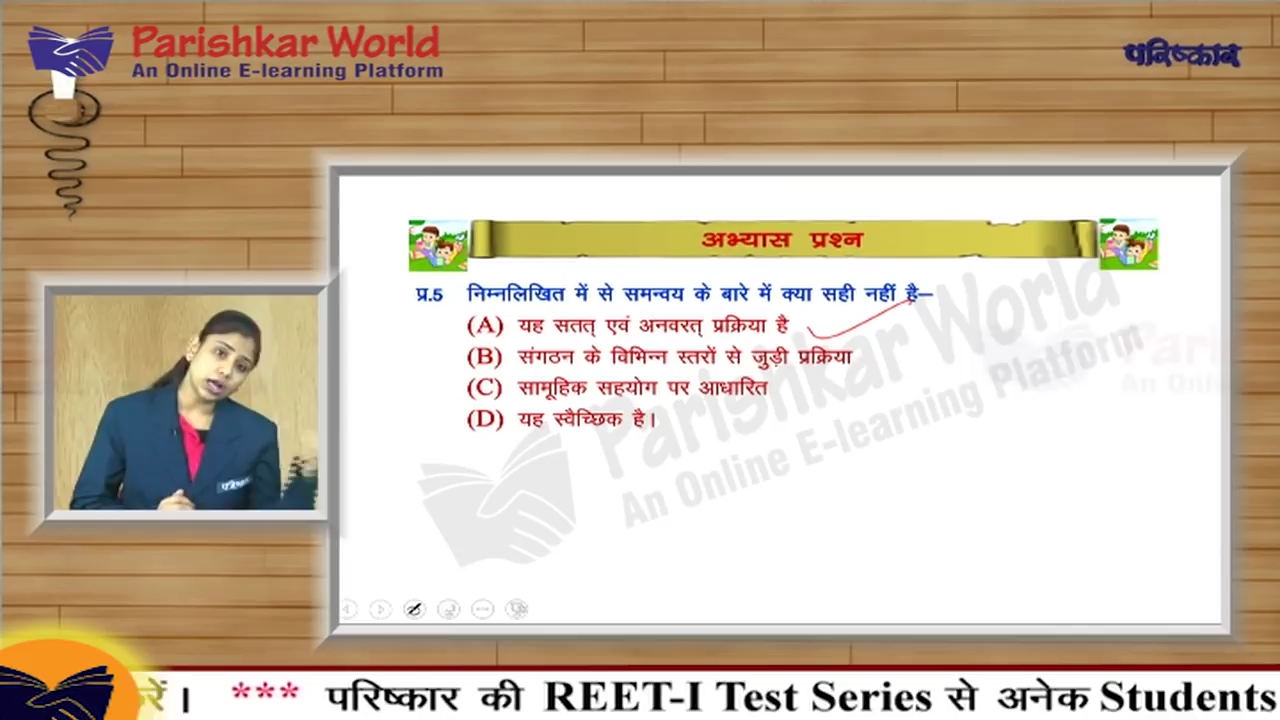 Parishkar World
An Online E-learning Platform
परिष्कार
अभ्यास प्रश्न
प्र.5 निम्नलिखित में से समन्वय के बारे में क्या सही नहीं है–
(A) यह सतत् एवं अनवरत् प्रक्रिया है
(B) संगठन के विभिन्न स्तरों से जुड़ी प्रक्रिया
(C) सामूहिक सहयोग पर आधारित
(D) यह स्वैच्छिक है।
Parishkar World
An Online E-learning Platform
रें। *** परिष्कार की REET-I Test Series से अनेक Students